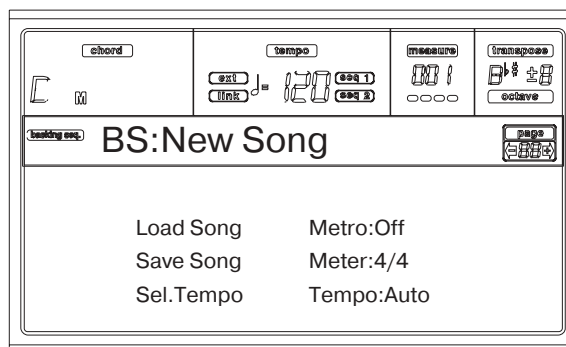 chord
tempo
measure
transpose
C M
ext
link
♩= 120
seq 1
seq 2
001
B♭♯ ±8
octave
backing seq.
BS:New Song
page
-88+
Load Song Metro:Off
Save Song Meter:4/4
Sel.Tempo Tempo:Auto